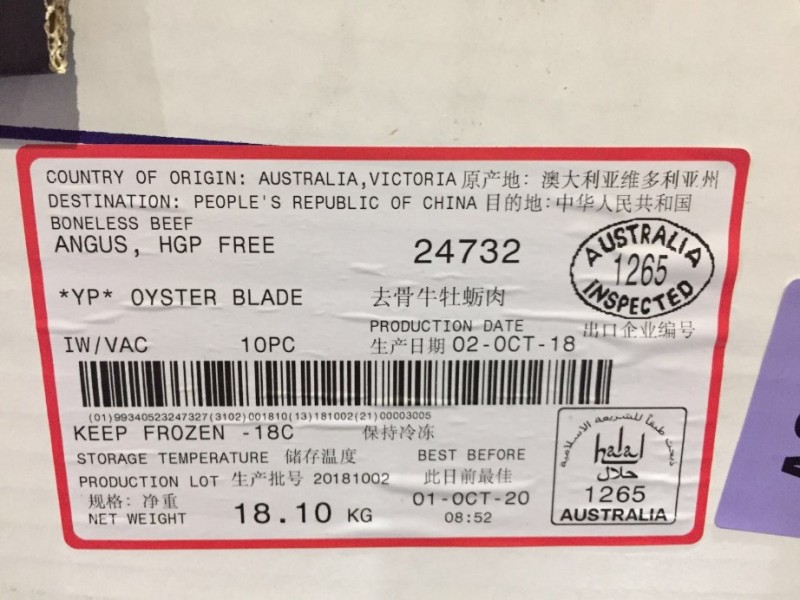 COUNTRY OF ORIGIN: AUSTRALIA,VICTORIA 原产地: 澳大利亚维多利亚州
DESTINATION: PEOPLE'S REPUBLIC OF CHINA 目的地:中华人民共和国
BONELESS BEEF
ANGUS, HGP FREE
24732
AUSTRALIA
1265
INSPECTED
*YP* OYSTER BLADE 去骨牛牡蛎肉
出口企业编号
PRODUCTION DATE
IW/VAC 10PC 生产日期 02-OCT-18
(01)99340523247327(3102)001810(13)181002(21)00003005
KEEP FROZEN -18C 保持冷冻
STORAGE TEMPERATURE 储存温度 BEST BEFORE
PRODUCTION LOT 生产批号 20181002 此日前最佳
规格: 净重 01-OCT-20
NET WEIGHT 18.10 KG 08:52
ذبحت طبقا للشريعة الاسلامية
halal
حلال
1265
AUSTRALIA